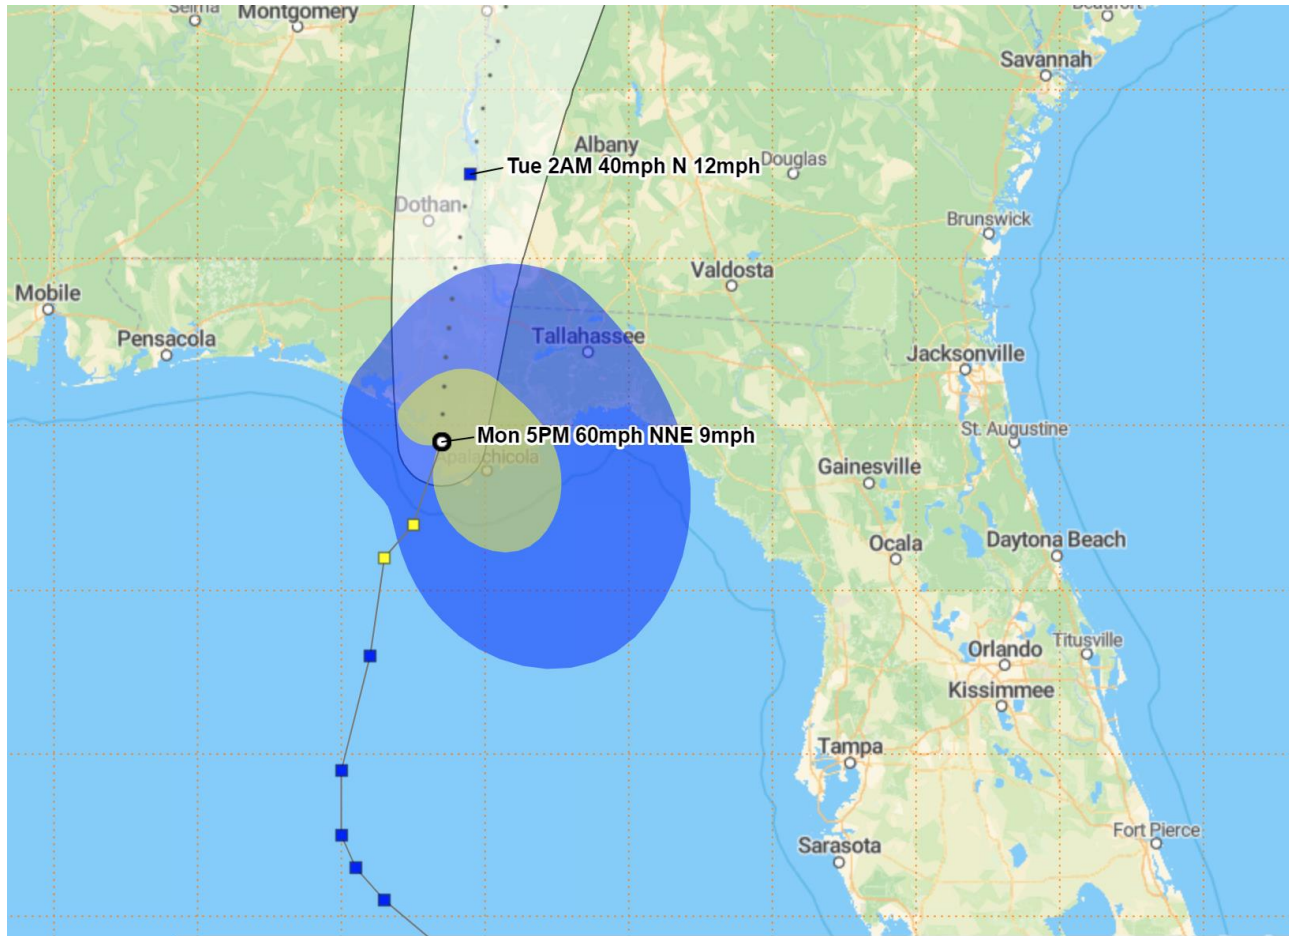 Selma
Montgomery
Beaufort
Savannah
Albany
Tue 2AM 40mph N 12mph
Douglas
Dothan
Brunswick
Valdosta
Mobile
Pensacola
Tallahassee
Jacksonville
Mon 5PM 60mph NNE 9mph
St. Augustine
Apalachicola
Gainesville
Ocala
Daytona Beach
Titusville
Orlando
Kissimmee
Tampa
Fort Pierce
Sarasota